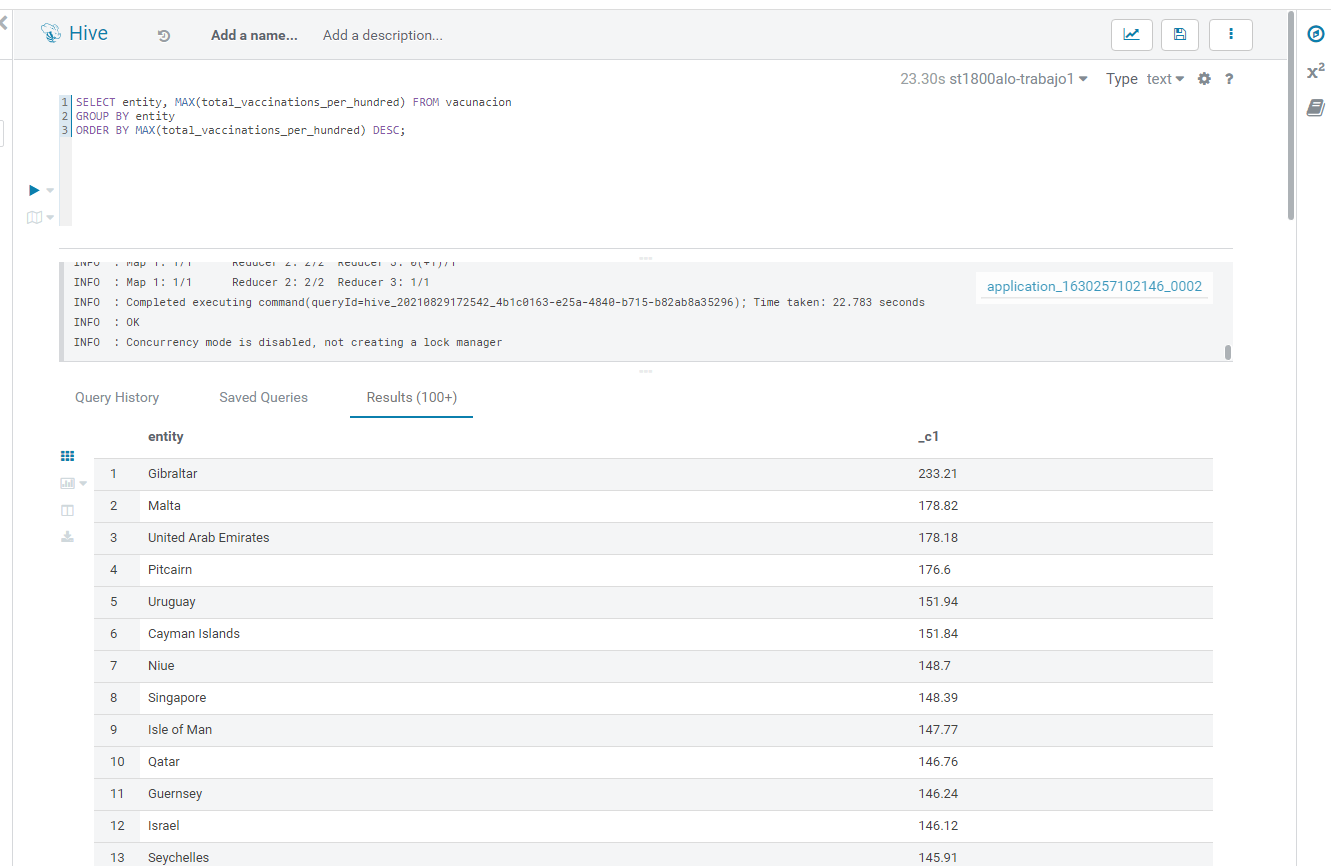 Hive
Add a name... Add a description...
23.30s st1800alo-trabajo1 Type text ?
x²
1 SELECT entity, MAX(total_vaccinations_per_hundred) FROM vacunacion
2 GROUP BY entity
3 ORDER BY MAX(total_vaccinations_per_hundred) DESC;
INFO : Map 1: 1/1 Reducer 2: 2/2 Reducer 3: 0(+1)/1
INFO : Map 1: 1/1 Reducer 2: 2/2 Reducer 3: 1/1
application_1630257102146_0002
INFO : Completed executing command(queryId=hive_20210829172542_4b1c0163-e25a-4840-b715-b82ab8a35296); Time taken: 22.783 seconds
INFO : OK
INFO : Concurrency mode is disabled, not creating a lock manager
Query History Saved Queries Results (100+)
entity _c1
1 Gibraltar 233.21
2 Malta 178.82
3 United Arab Emirates 178.18
4 Pitcairn 176.6
5 Uruguay 151.94
6 Cayman Islands 151.84
7 Niue 148.7
8 Singapore 148.39
9 Isle of Man 147.77
10 Qatar 146.76
11 Guernsey 146.24
12 Israel 146.12
13 Seychelles 145.91